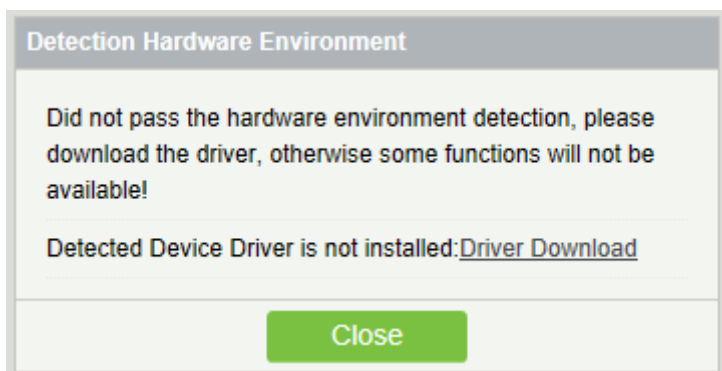 Detection Hardware Environment
Did not pass the hardware environment detection, please
download the driver, otherwise some functions will not be
available!
Detected Device Driver is not installed:Driver Download
Close